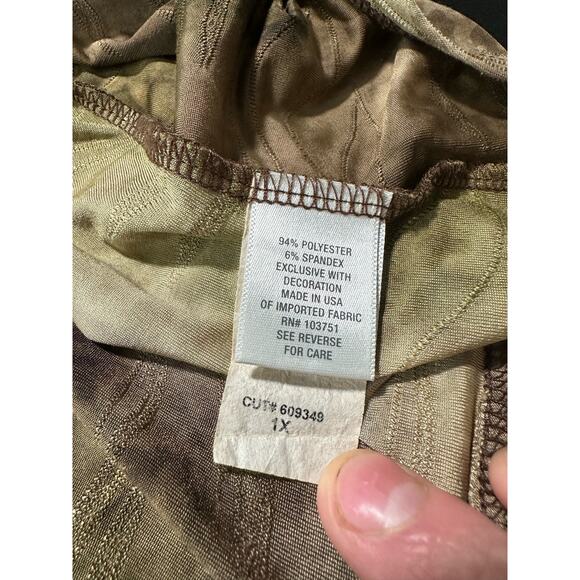 94% POLYESTER
6% SPANDEX
EXCLUSIVE WITH
DECORATION
MADE IN USA
OF IMPORTED FABRIC
RN# 103751
SEE REVERSE
FOR CARE
CUT# 609349
1X